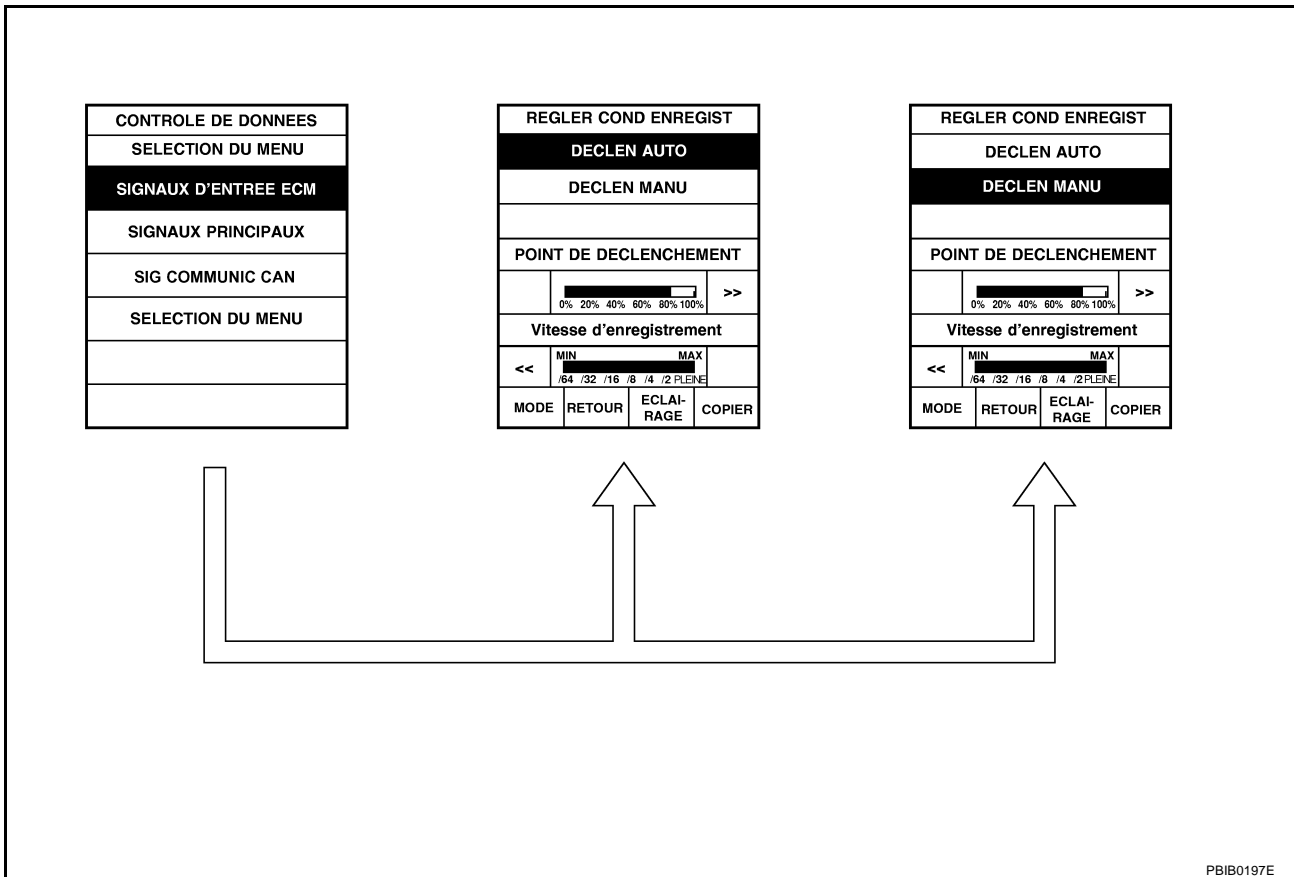 CONTROLE DE DONNEES
SELECTION DU MENU
SIGNAUX D'ENTREE ECM
SIGNAUX PRINCIPAUX
SIG COMMUNIC CAN
SELECTION DU MENU
REGLER COND ENREGIST
DECLEN AUTO
DECLEN MANU
POINT DE DECLENCHEMENT
>>
0% 20% 40% 60% 80% 100%
Vitesse d'enregistrement
MIN MAX
<<
/64 /32 /16 /8 /4 /2 PLEINE
MODE RETOUR ECLAI-
RAGE COPIER
REGLER COND ENREGIST
DECLEN AUTO
DECLEN MANU
POINT DE DECLENCHEMENT
>>
0% 20% 40% 60% 80% 100%
Vitesse d'enregistrement
MIN MAX
<<
/64 /32 /16 /8 /4 /2 PLEINE
MODE RETOUR ECLAI-
RAGE COPIER
PBIB0197E